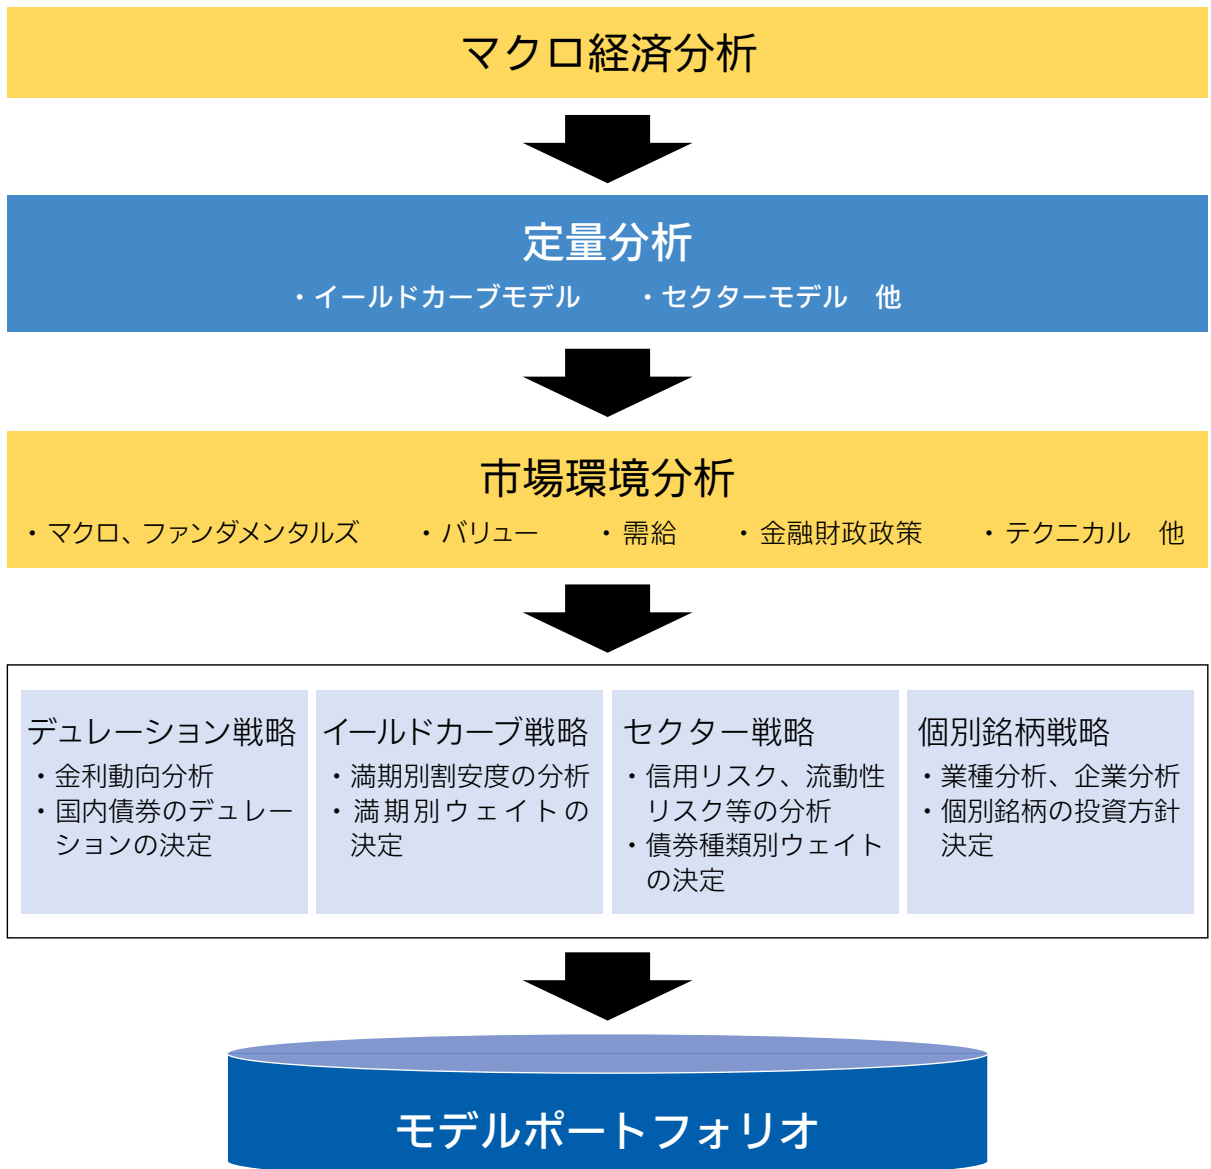 マクロ経済分析
定量分析
・イールドカーブモデル ・セクターモデル 他
市場環境分析
・マクロ、ファンダメンタルズ ・バリュー ・需給 ・金融財政政策 ・テクニカル 他
デュレーション戦略
・金利動向分析
・国内債券のデュレー
ションの決定
イールドカーブ戦略
・満期別割安度の分析
・満期別ウェイトの
決定
セクター戦略
・信用リスク、流動性
リスク等の分析
・債券種類別ウェイト
の決定
個別銘柄戦略
・業種分析、企業分析
・個別銘柄の投資方針
決定
モデルポートフォリオ